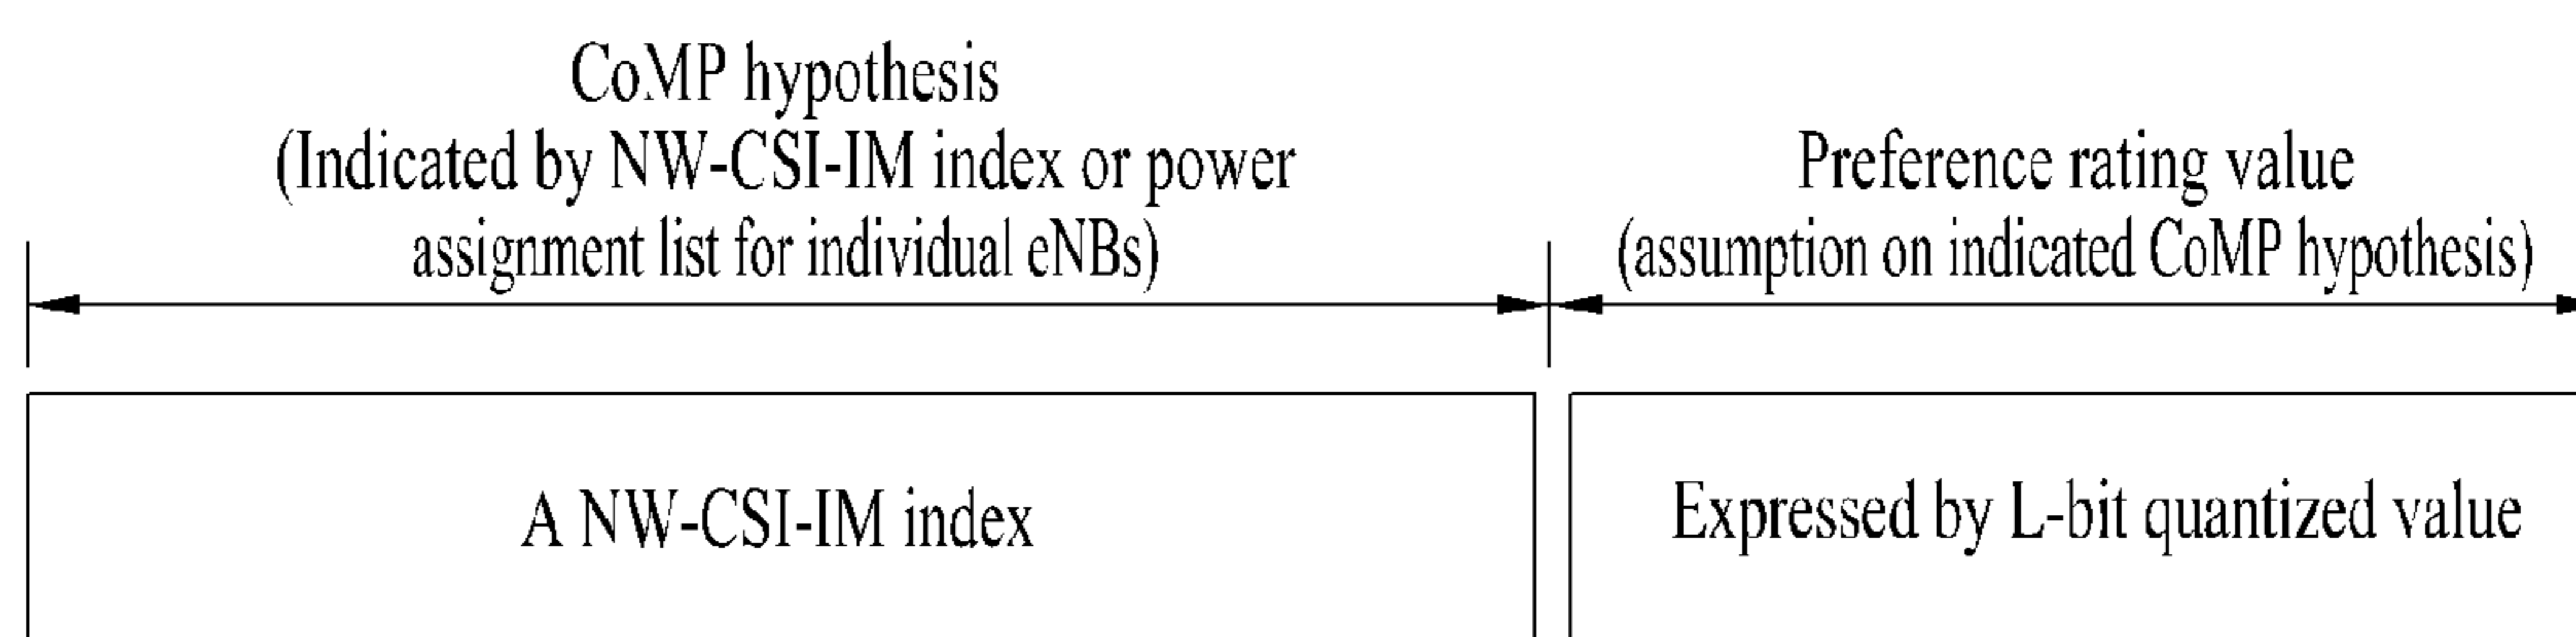 CoMP hypothesis
(Indicated by NW-CSI-IM index or power
assignment list for individual eNBs)
Preference rating value
(assumption on indicated CoMP hypothesis)
A NW-CSI-IM index
Expressed by L-bit quantized value